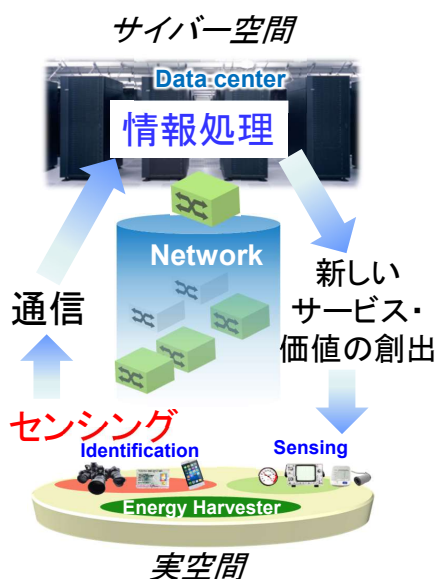 サイバー空間
Data center
情報処理
Network
通信
新しい
サービス・
価値の創出
センシング
Identification
Sensing
Energy Harvester
実空間